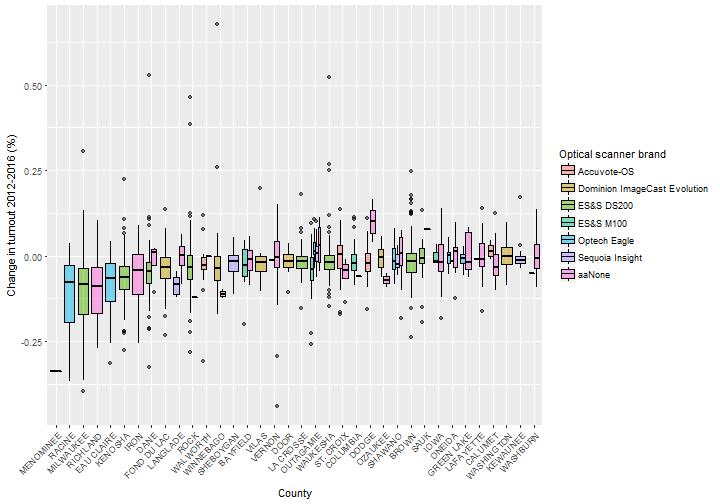 Change in turnout 2012-2016 (%)
0.50
0.25
0.00
-0.25
MENOMINEE
RACINE
MILWAUKEE
RICHLAND
EAU CLAIRE
KENOSHA
IRON
DANE
FOND DU LAC
LANGLADE
ROCK
WALWORTH
WINNEBAGO
SHEBOYGAN
BAYFIELD
VILAS
VERNON
DOOR
LA CROSSE
OUTAGAMIE
WAUKESHA
ST. CROIX
COLUMBIA
DODGE
OZAUKEE
SHAWANO
BROWN
SAUK
IOWA
ONEIDA
GREEN LAKE
LAFAYETTE
CALUMET
WASHINGTON
KEWAUNEE
WASHBURN
County
Optical scanner brand
Accuvote-OS
Dominion ImageCast Evolution
ES&S DS200
ES&S M100
Optech Eagle
Sequoia Insight
aaNone